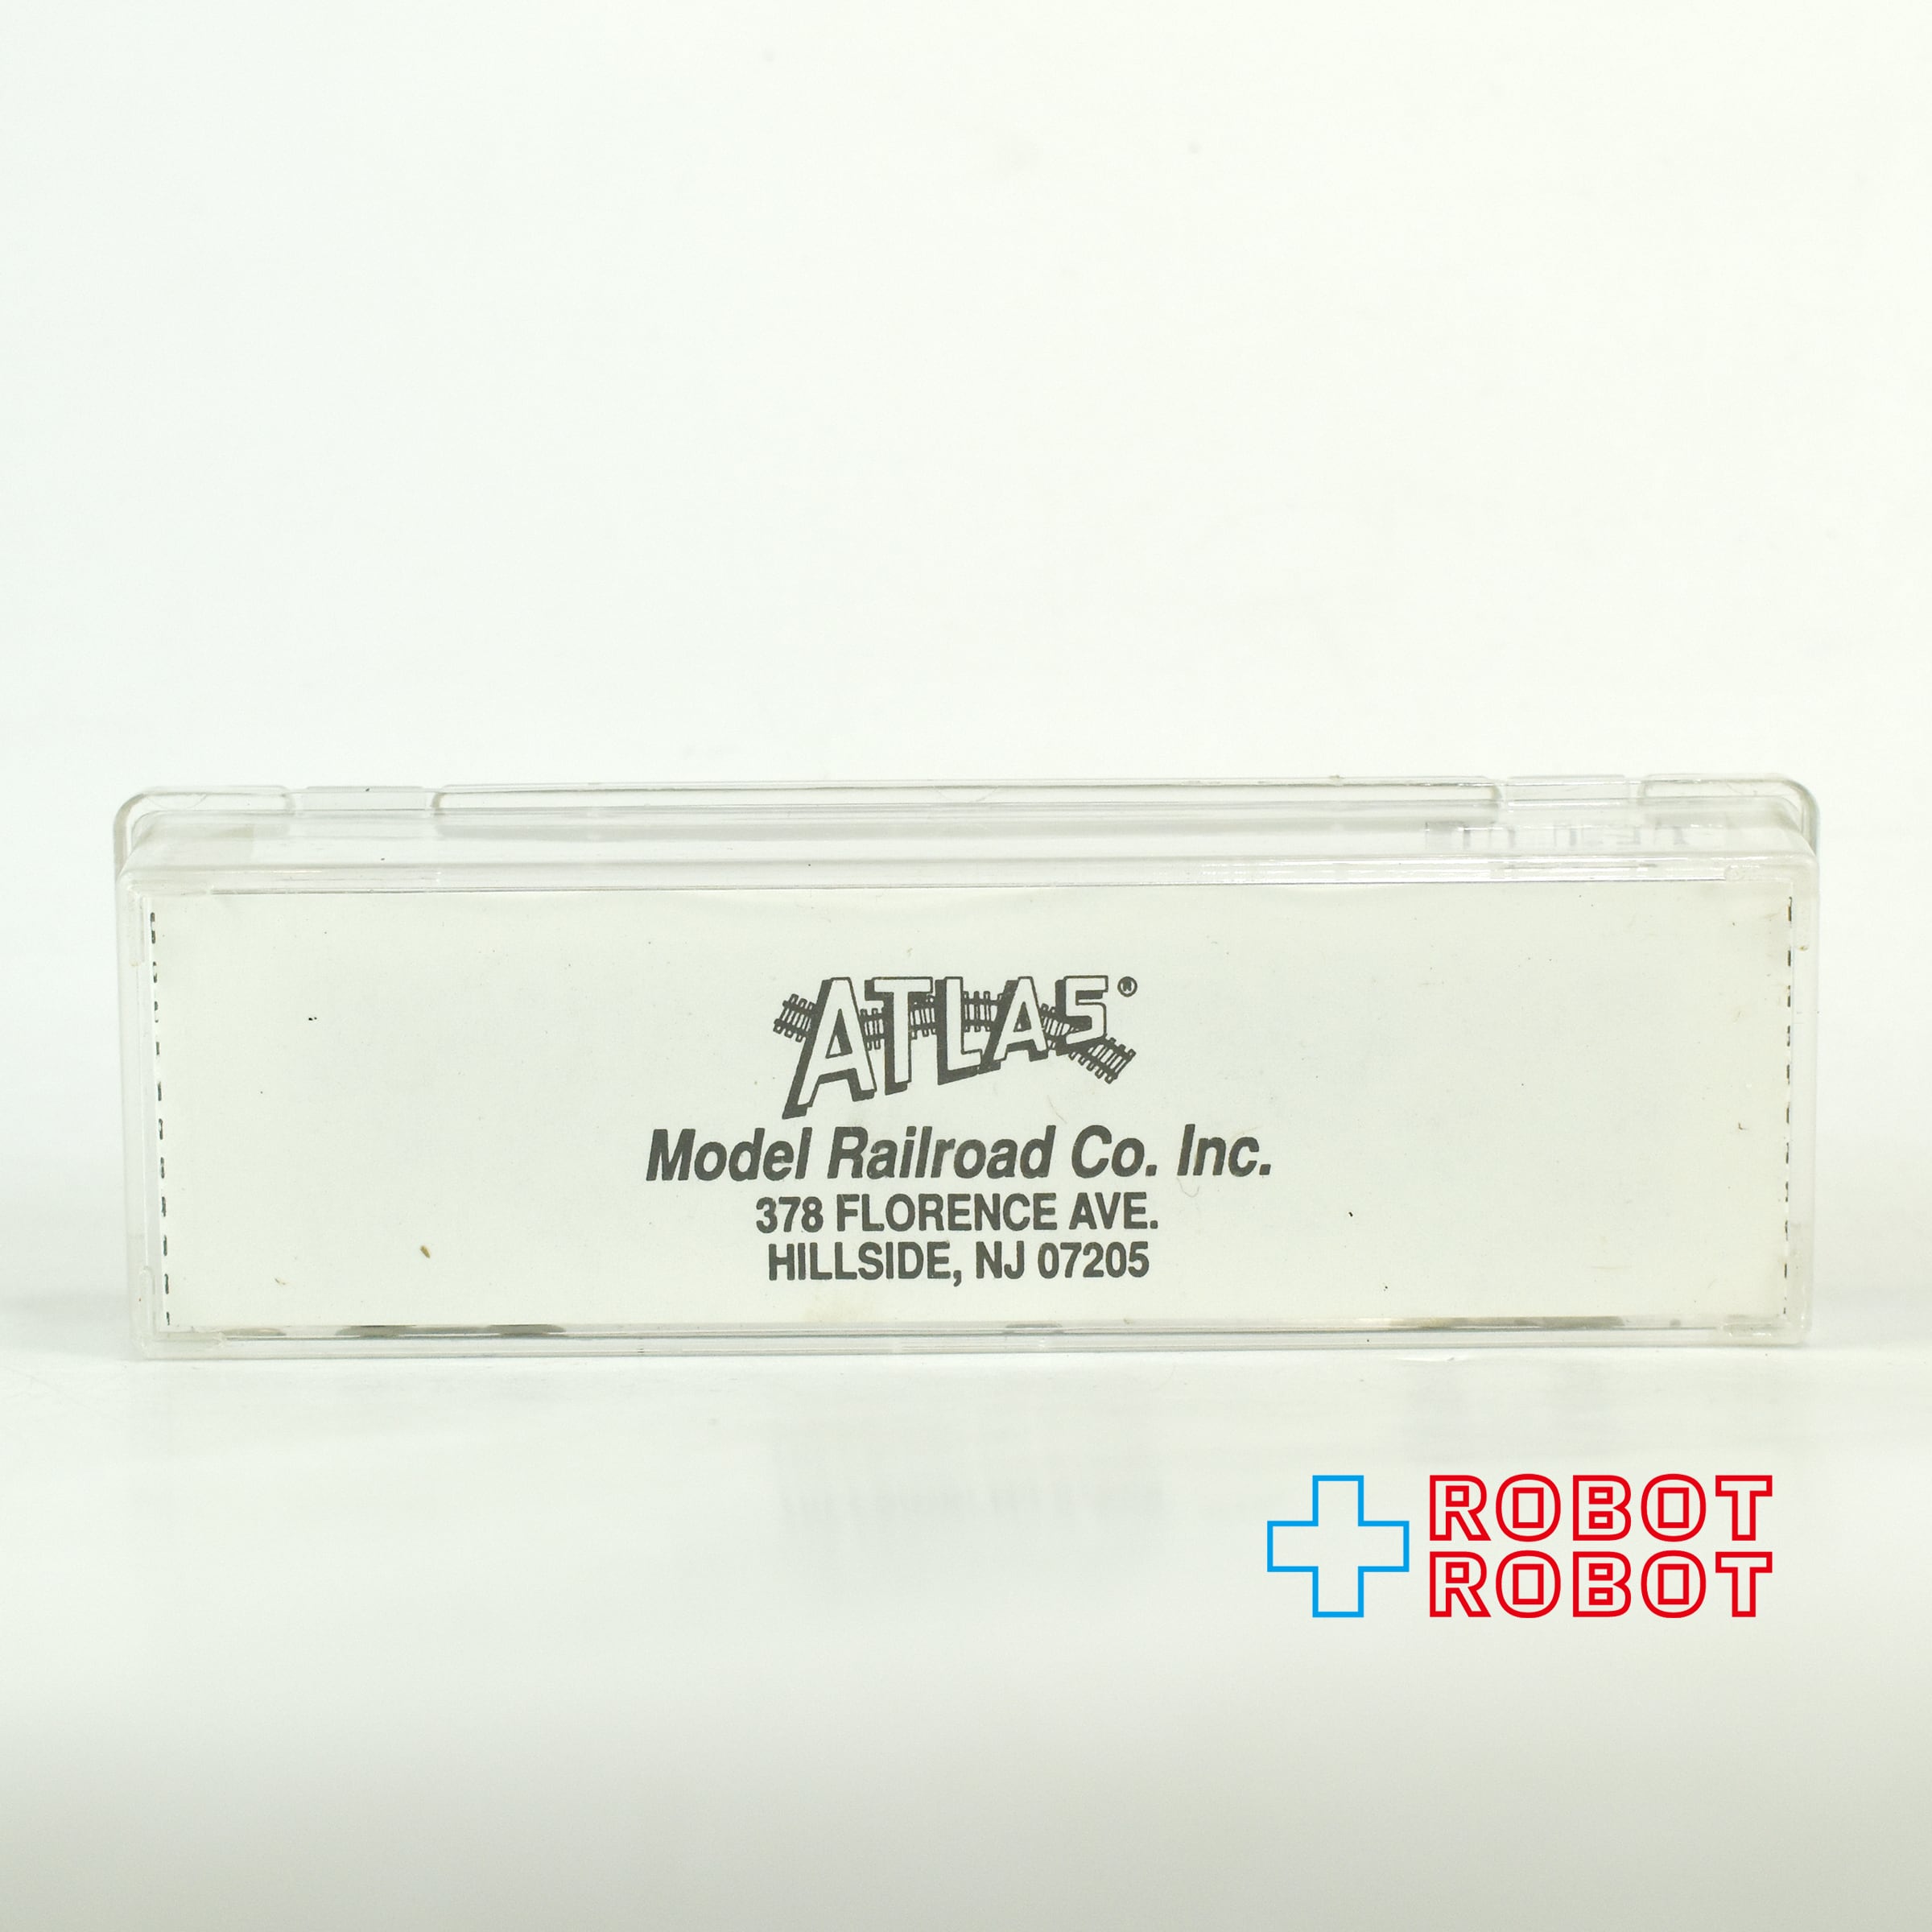 ATLAS®
Model Railroad Co. Inc.
378 FLORENCE AVE.
HILLSIDE, NJ 07205
ROBOT
ROBOT